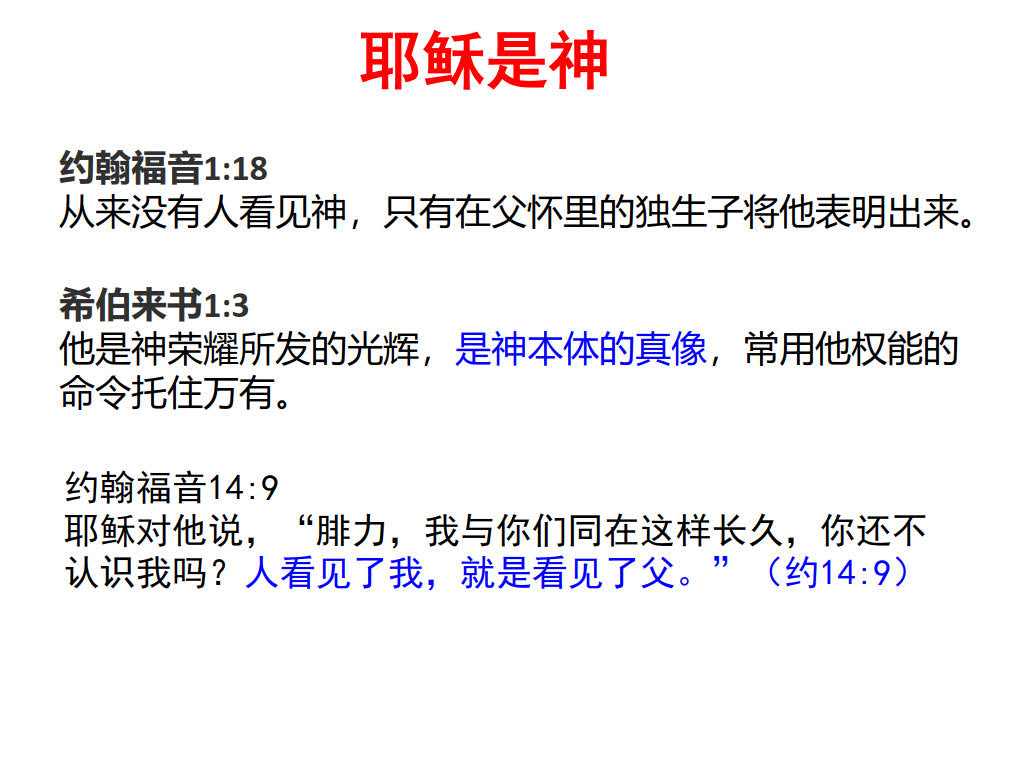 耶稣是神
约翰福音1:18
从来没有人看见神，只有在父怀里的独生子将他表明出来。
希伯来书1:3
他是神荣耀所发的光辉，是神本体的真像，常用他权能的
命令托住万有。
约翰福音14:9
耶稣对他说，“腓力，我与你们同在这样长久，你还不
认识我吗？人看见了我，就是看见了父。”（约14:9）